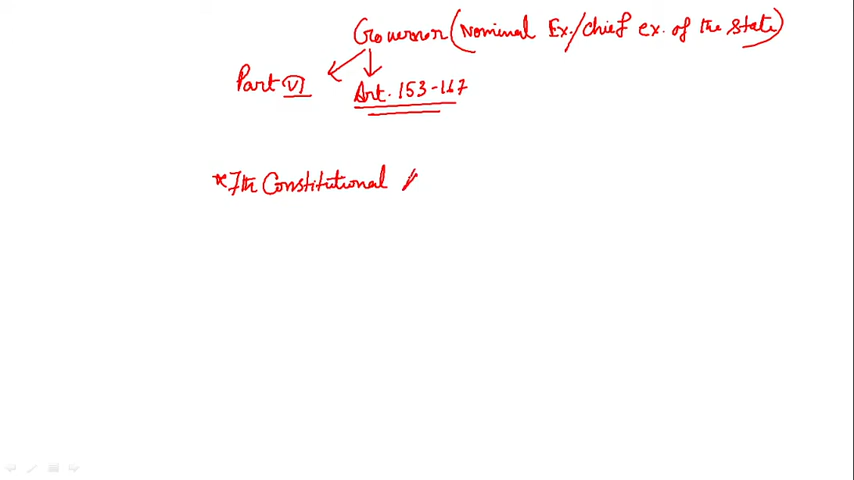 Governor (Nominal Ex./chief ex. of the state)
Part VI
Art. 153-167
*7th Constitutional